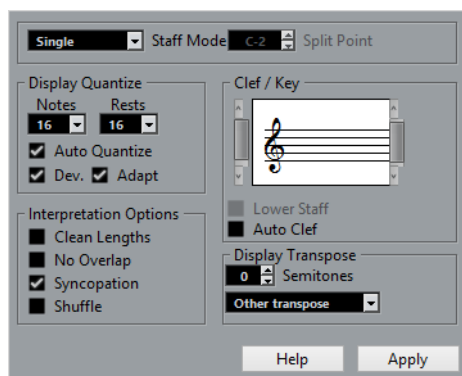 Single Staff Mode C-2 Split Point
Display Quantize
Notes Rests
16 16
Auto Quantize
Dev. Adapt
Interpretation Options
Clean Lengths
No Overlap
Syncopation
Shuffle
Clef / Key
Lower Staff
Auto Clef
Display Transpose
0 Semitones
Other transpose
Help Apply